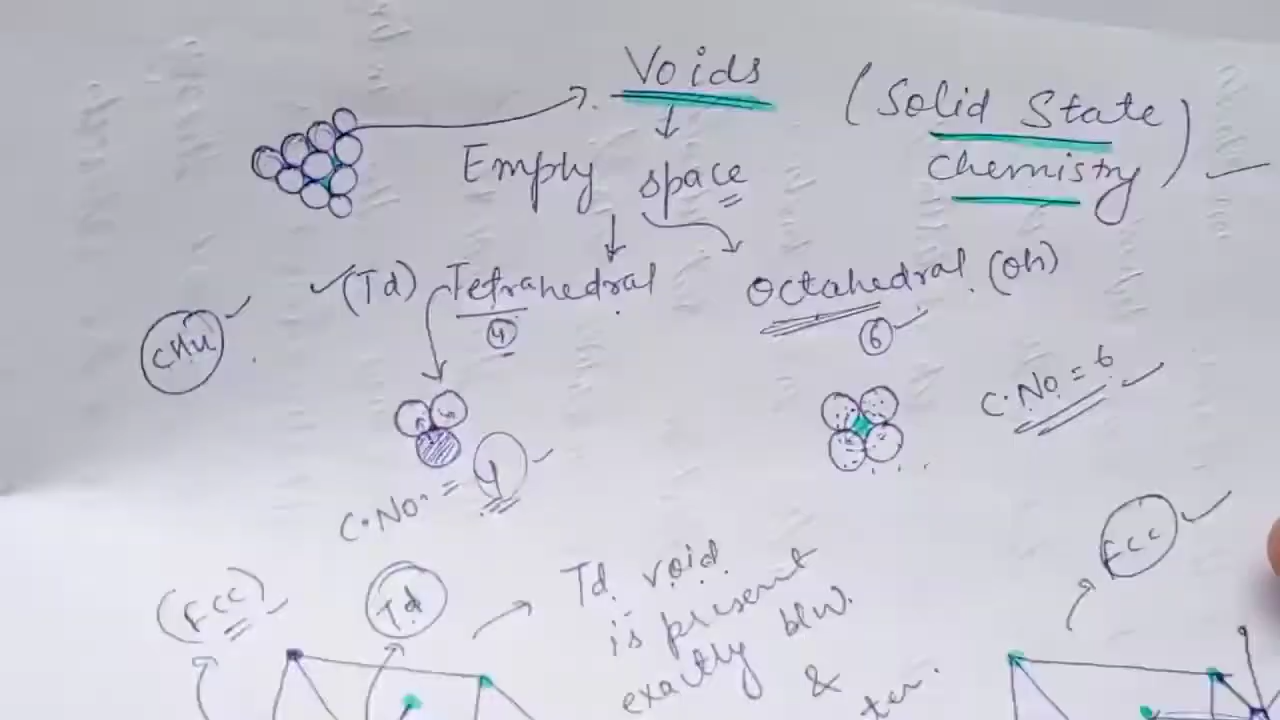 Voids
(Solid State
Chemistry)
Empty space
(Td) Tetrahedral
4
Octahedral (Oh)
6
C.No = 4
C.No = 6
(FCC)
Td
Td void
is present
exactly b/w.
&
FCC